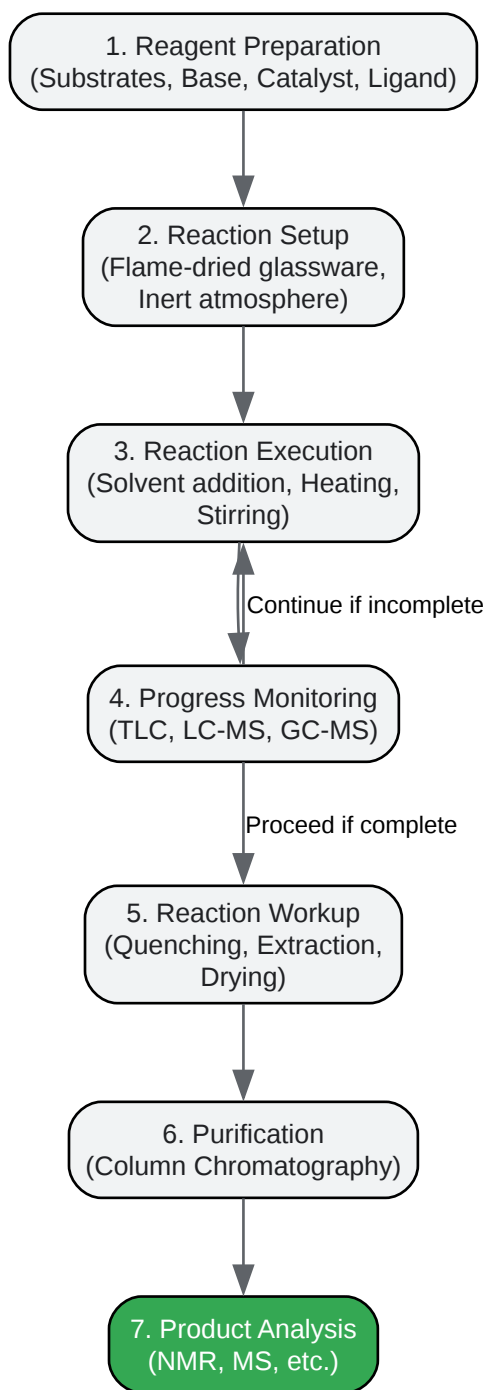 1. Reagent Preparation
(Substrates, Base, Catalyst, Ligand)
2. Reaction Setup
(Flame-dried glassware,
Inert atmosphere)
3. Reaction Execution
(Solvent addition, Heating,
Stirring)
Continue if incomplete
4. Progress Monitoring
(TLC, LC-MS, GC-MS)
Proceed if complete
5. Reaction Workup
(Quenching, Extraction,
Drying)
6. Purification
(Column Chromatography)
7. Product Analysis
(NMR, MS, etc.)